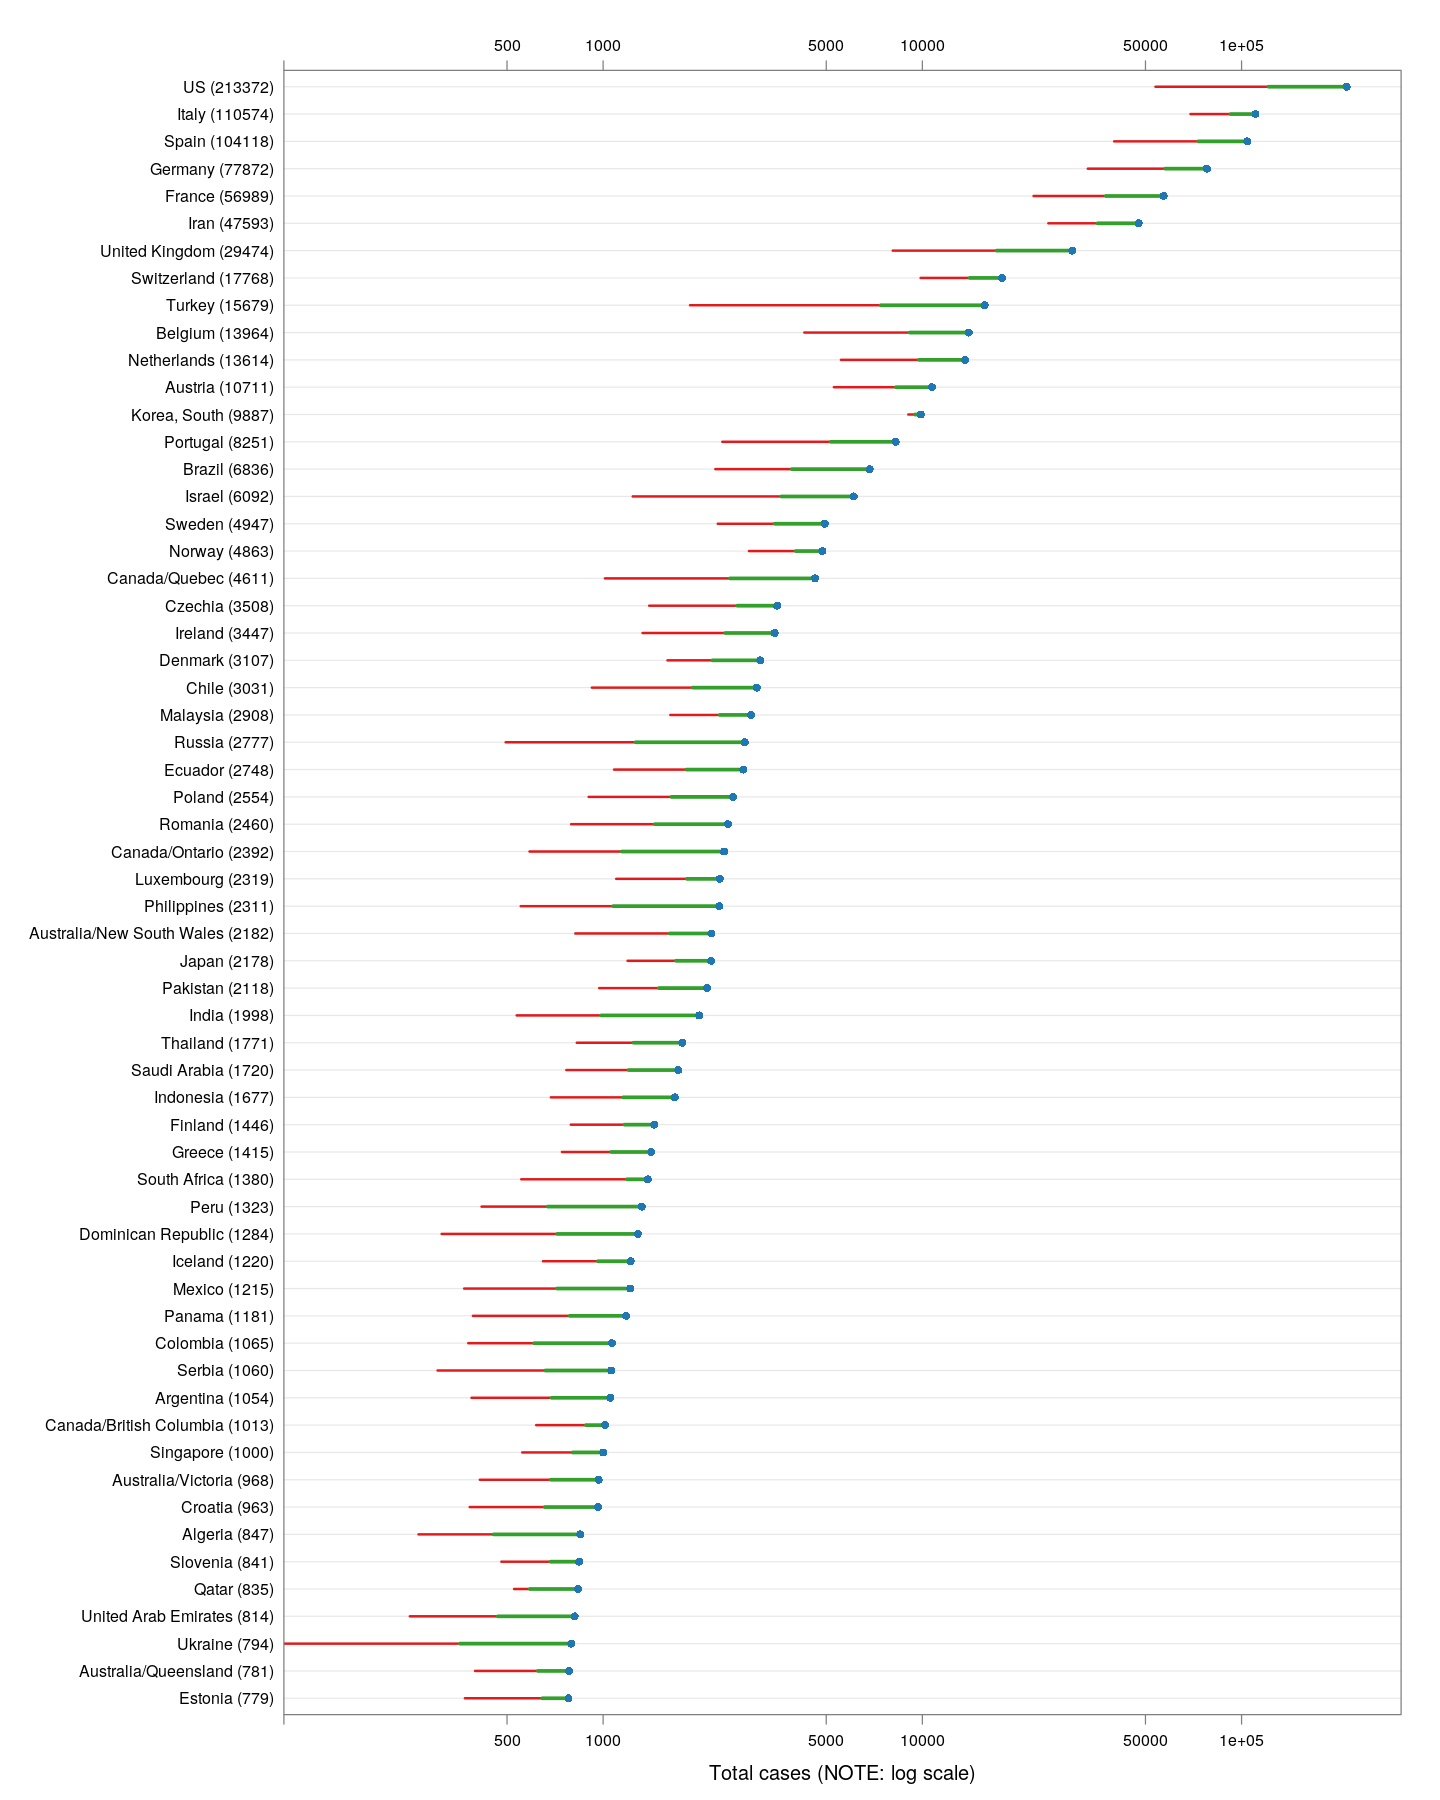 500 1000 5000 10000 50000 1e+05
US (213372)
Italy (110574)
Spain (104118)
Germany (77872)
France (56989)
Iran (47593)
United Kingdom (29474)
Switzerland (17768)
Turkey (15679)
Belgium (13964)
Netherlands (13614)
Austria (10711)
Korea, South (9887)
Portugal (8251)
Brazil (6836)
Israel (6092)
Sweden (4947)
Norway (4863)
Canada/Quebec (4611)
Czechia (3508)
Ireland (3447)
Denmark (3107)
Chile (3031)
Malaysia (2908)
Russia (2777)
Ecuador (2748)
Poland (2554)
Romania (2460)
Canada/Ontario (2392)
Luxembourg (2319)
Philippines (2311)
Australia/New South Wales (2182)
Japan (2178)
Pakistan (2118)
India (1998)
Thailand (1771)
Saudi Arabia (1720)
Indonesia (1677)
Finland (1446)
Greece (1415)
South Africa (1380)
Peru (1323)
Dominican Republic (1284)
Iceland (1220)
Mexico (1215)
Panama (1181)
Colombia (1065)
Serbia (1060)
Argentina (1054)
Canada/British Columbia (1013)
Singapore (1000)
Australia/Victoria (968)
Croatia (963)
Algeria (847)
Slovenia (841)
Qatar (835)
United Arab Emirates (814)
Ukraine (794)
Australia/Queensland (781)
Estonia (779)
500 1000 5000 10000 50000 1e+05
Total cases (NOTE: log scale)